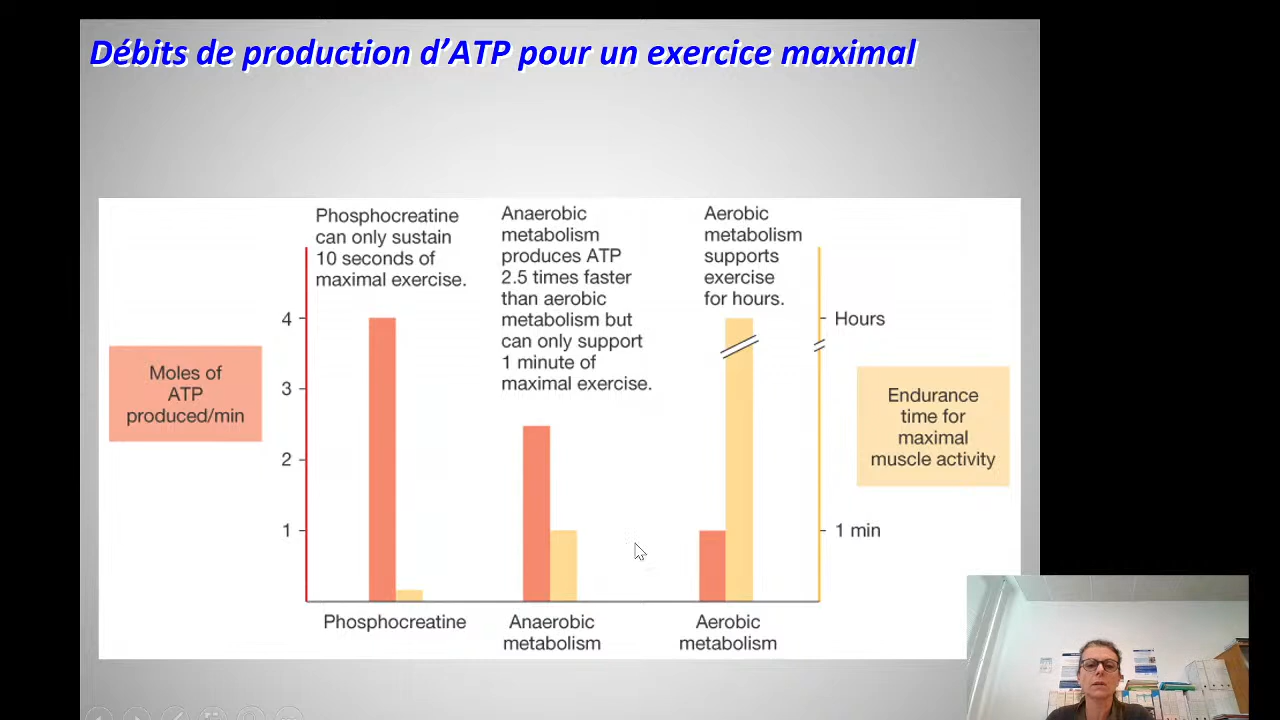 Débits de production d’ATP pour un exercice maximal
Phosphocreatine
can only sustain
10 seconds of
maximal exercise.
Anaerobic
metabolism
produces ATP
2.5 times faster
than aerobic
metabolism but
can only support
1 minute of
maximal exercise.
Aerobic
metabolism
supports
exercise
for hours.
4
3
2
1
Moles of
ATP
produced/min
Hours
1 min
Endurance
time for
maximal
muscle activity
Phosphocreatine
Anaerobic
metabolism
Aerobic
metabolism